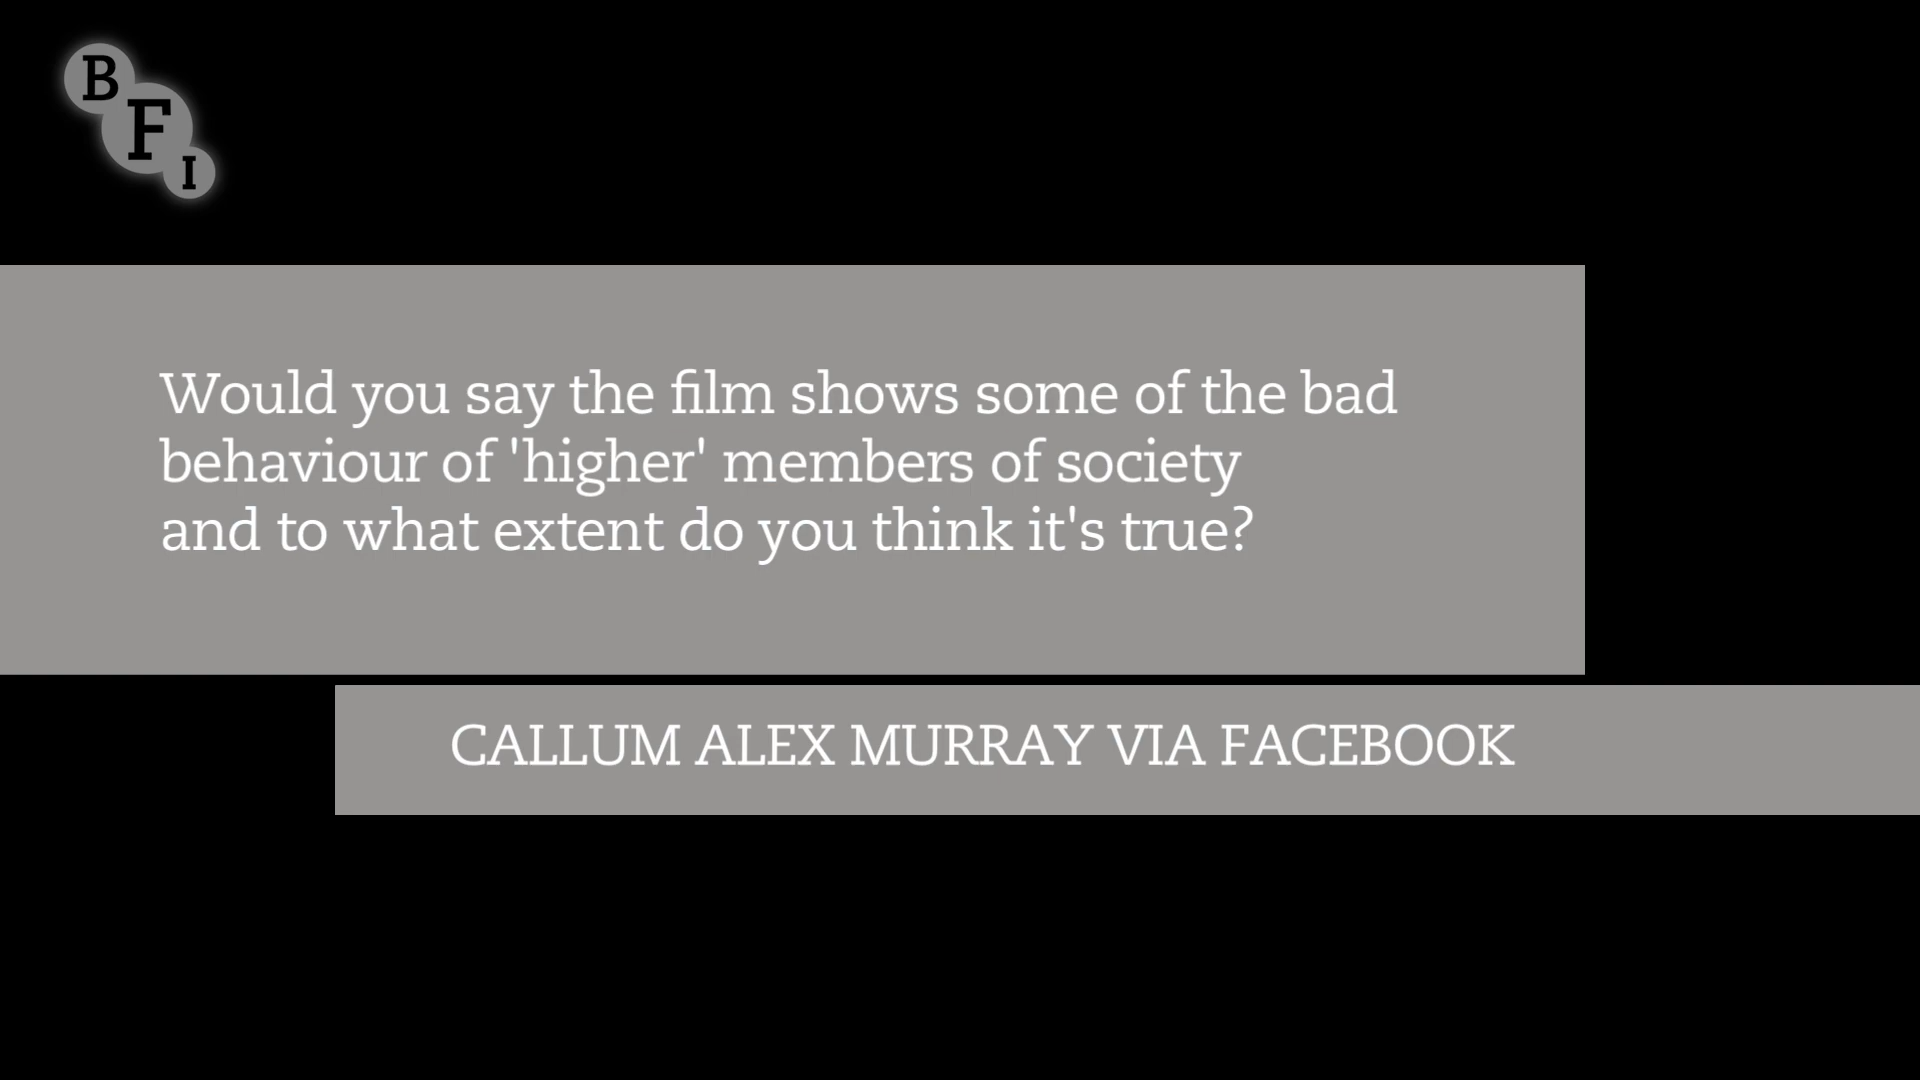 BFI
Would you say the film shows some of the bad
behaviour of 'higher' members of society
and to what extent do you think it's true?
CALLUM ALEX MURRAY VIA FACEBOOK